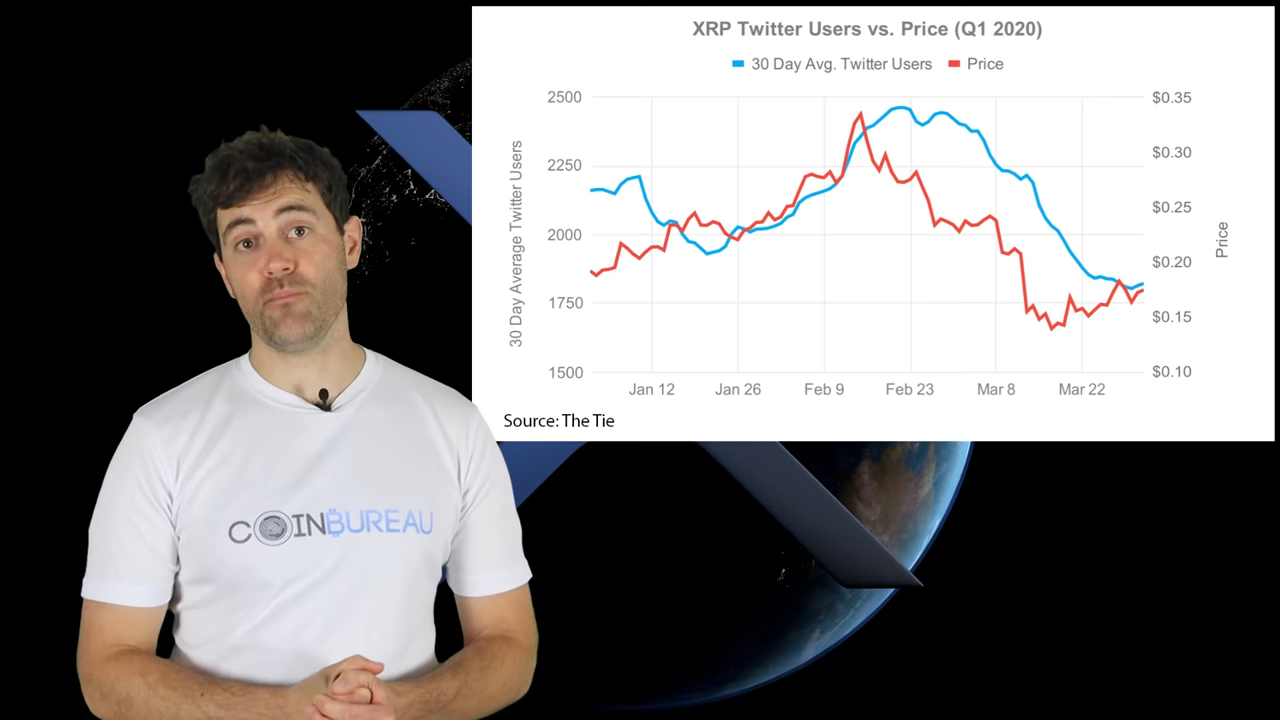 XRP Twitter Users vs. Price (Q1 2020)
30 Day Avg. Twitter Users Price
2500 $0.35
$0.30
2250
$0.25
2000
$0.20
1750
$0.15
1500 $0.10
30 Day Average Twitter Users
Price
Jan 12 Jan 26 Feb 9 Feb 23 Mar 8 Mar 22
Source: The Tie
COINBUREAU